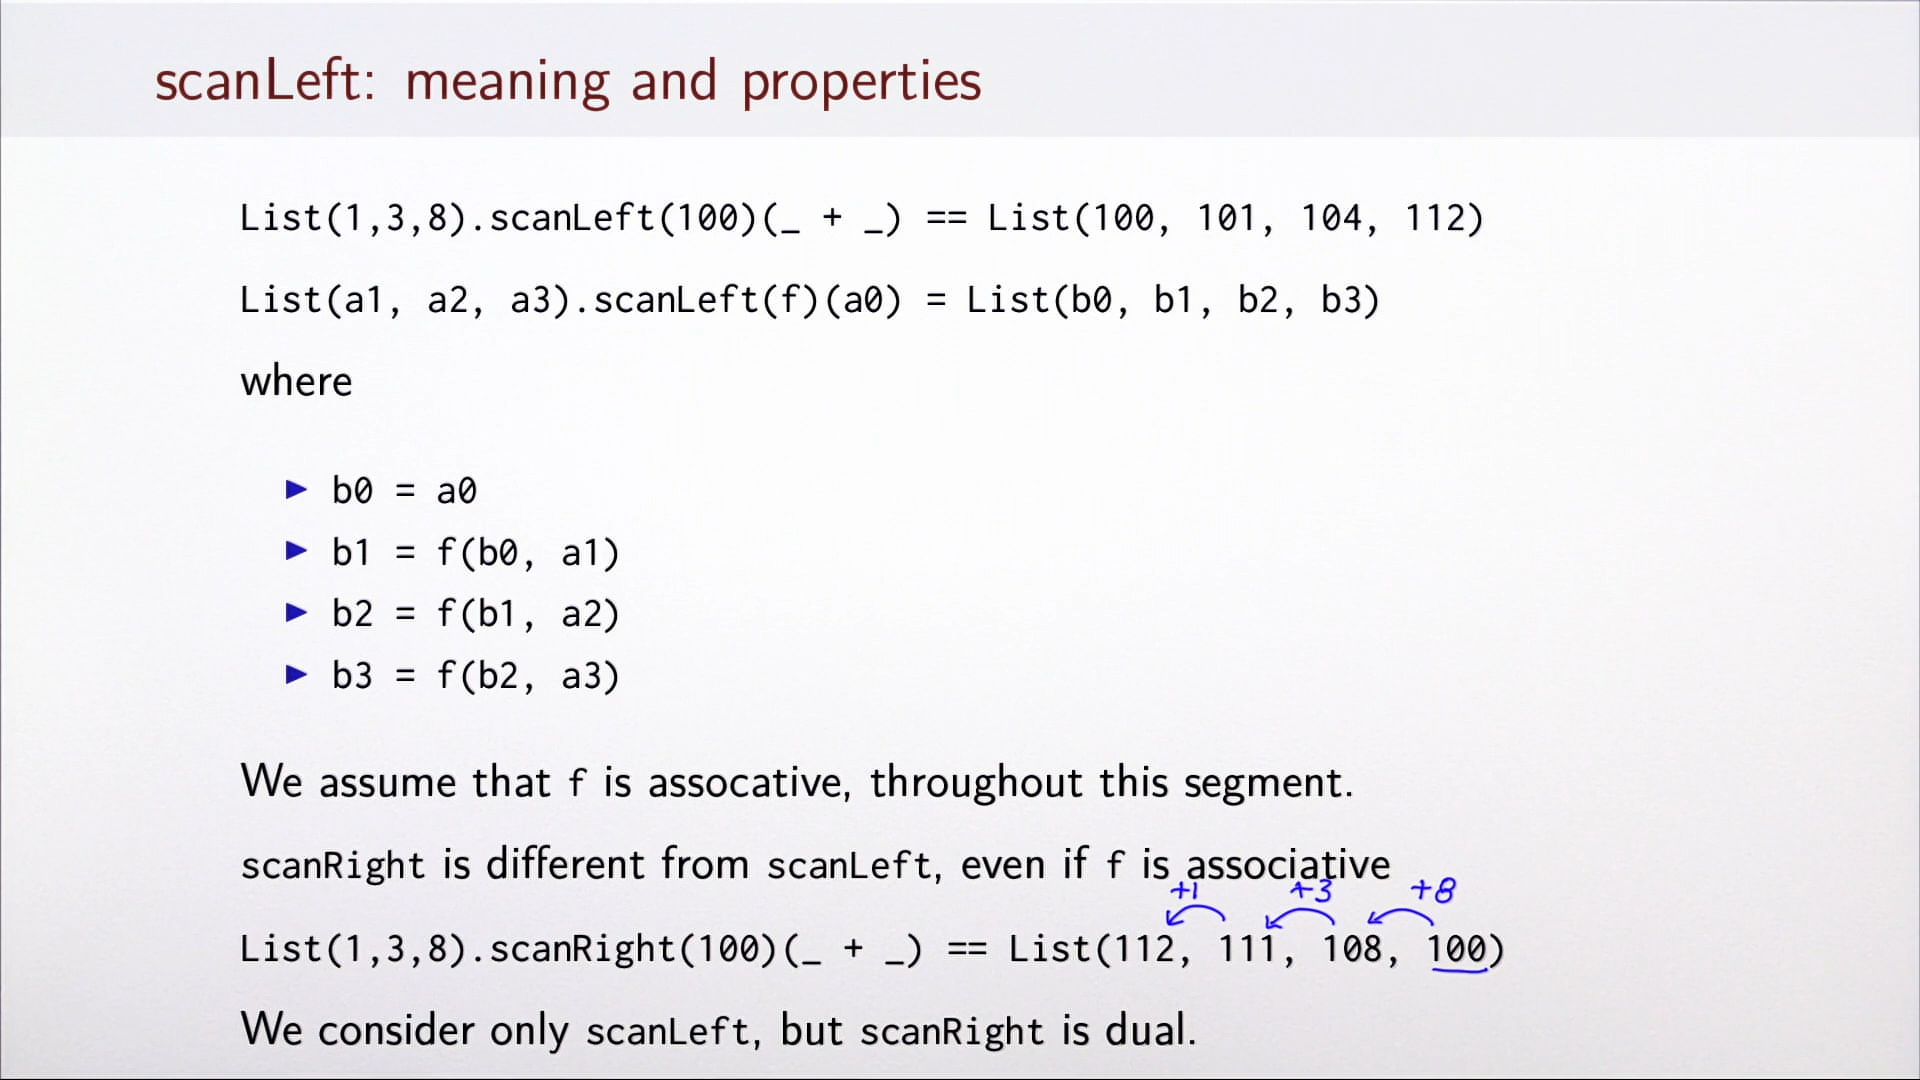 scanLeft: meaning and properties
List(1,3,8).scanLeft(100)(_ + _) == List(100, 101, 104, 112)
List(a1, a2, a3).scanLeft(f)(a0) = List(b0, b1, b2, b3)
where
▶ b0 = a0
▶ b1 = f(b0, a1)
▶ b2 = f(b1, a2)
▶ b3 = f(b2, a3)
We assume that f is assocative, throughout this segment.
scanRight is different from scanLeft, even if f is associative
+1 +3 +8
List(1,3,8).scanRight(100)(_ + _) == List(112, 111, 108, 100)
We consider only scanLeft, but scanRight is dual.